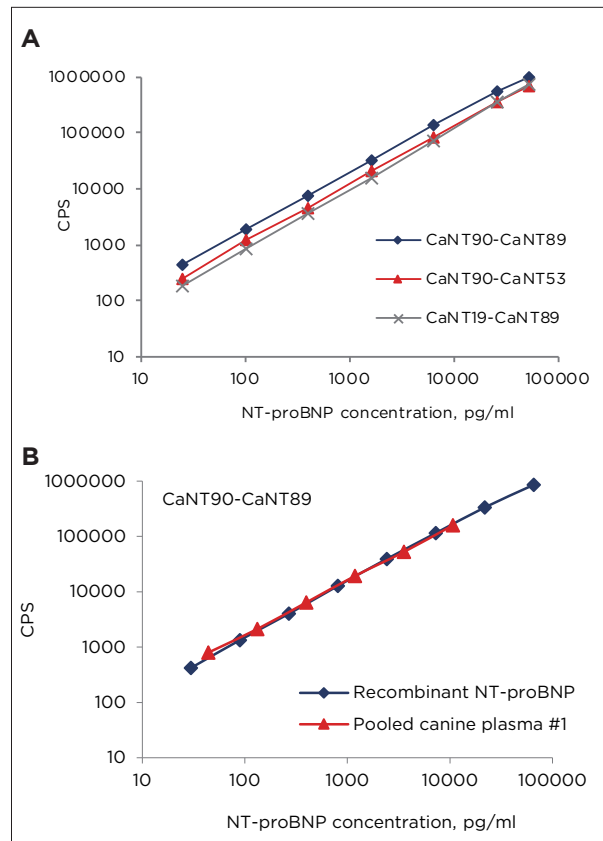 A
1000000
100000
10000
1000
100
10
CPS
CaNT90-CaNT89
CaNT90-CaNT53
CaNT19-CaNT89
10 100 1000 10000 100000
NT-proBNP concentration, pg/ml
B
1000000
100000
10000
1000
100
10
CPS
CaNT90-CaNT89
Recombinant NT-proBNP
Pooled canine plasma #1
10 100 1000 10000 100000
NT-proBNP concentration, pg/ml